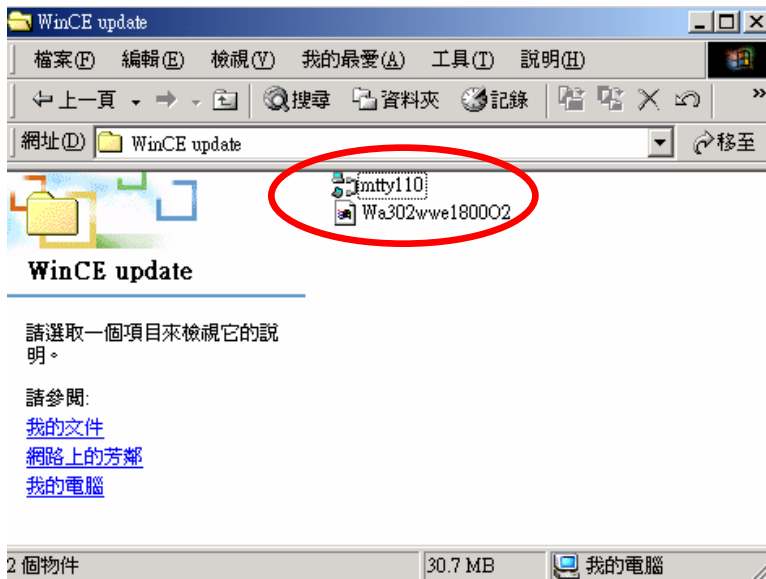 WinCE update
檔案(F) 編輯(E) 檢視(V) 我的最愛(A) 工具(T) 說明(H)
上一頁 搜尋 資料夾 記錄 »
網址(D) WinCE update 移至
mtty110
Wa302wwe1800O2
WinCE update
請選取一個項目來檢視它的說
明。
請參閱:
我的文件
網路上的芳鄰
我的電腦
2 個物件 30.7 MB 我的電腦